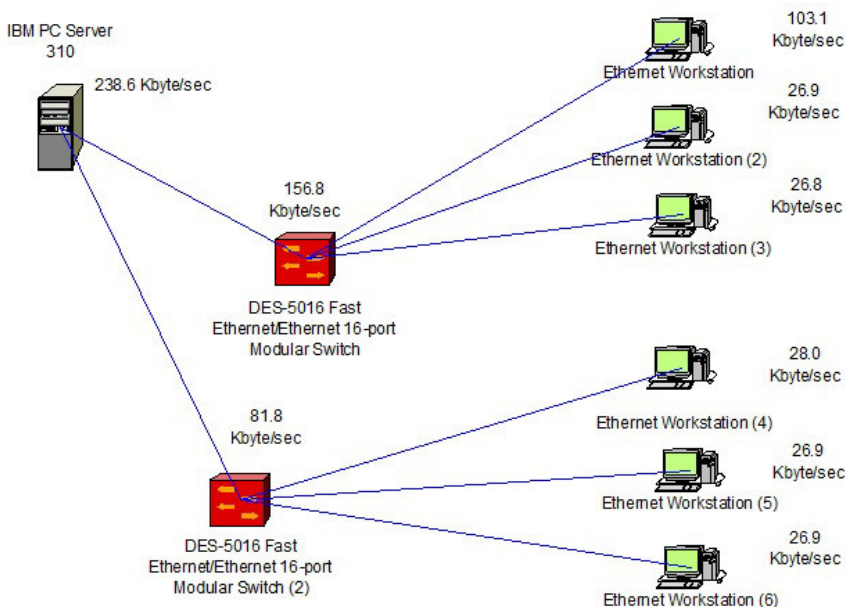 IBM PC Server
310
238.6 Kbyte/sec
103.1
Kbyte/sec
Ethernet Workstation
26.9
Kbyte/sec
Ethernet Workstation (2)
156.8
Kbyte/sec
26.8
Kbyte/sec
Ethernet Workstation (3)
DES-5016 Fast
Ethernet/Ethernet 16-port
Modular Switch
28.0
Kbyte/sec
Ethernet Workstation (4)
81.8
Kbyte/sec
26.9
Kbyte/sec
Ethernet Workstation (5)
DES-5016 Fast
Ethernet/Ethernet 16-port
Modular Switch (2)
26.9
Kbyte/sec
Ethernet Workstation (6)